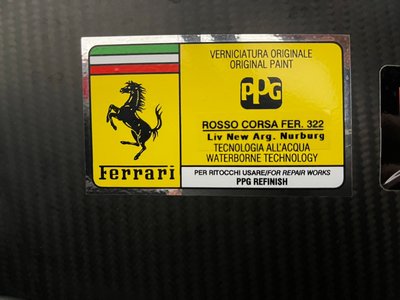 VERNICIATURA ORIGINALE
ORIGINAL PAINT
PPG
ROSSO CORSA FER. 322
Liv New Arg. Nurburg
TECNOLOGIA ALL'ACQUA
WATERBORNE TECHNOLOGY
Ferrari
PER RITOCCHI USARE/FOR REPAIR WORKS
PPG REFINISH